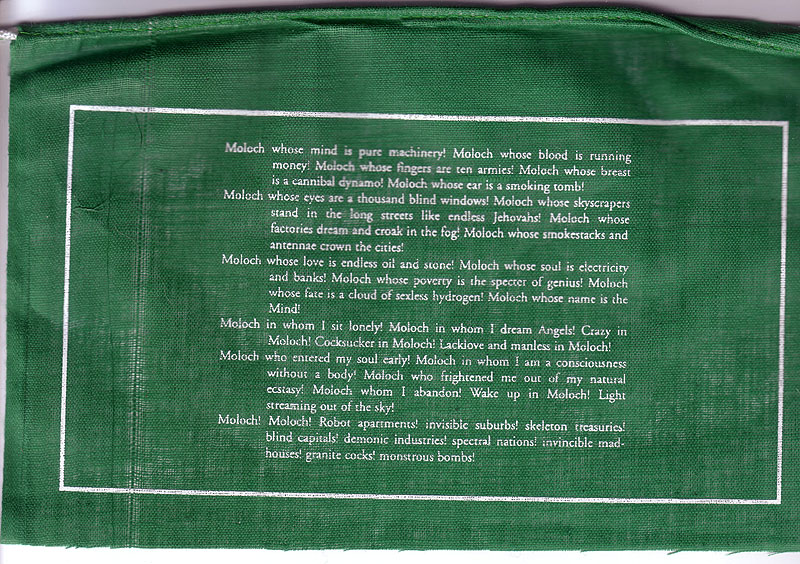 Moloch whose mind is pure machinery! Moloch whose blood is running
money! Moloch whose fingers are ten armies! Moloch whose breast
is a cannibal dynamo! Moloch whose ear is a smoking tomb!
Moloch whose eyes are a thousand blind windows! Moloch whose skyscrapers
stand in the long streets like endless Jehovahs! Moloch whose
factories dream and croak in the fog! Moloch whose smokestacks and
antennae crown the cities!
Moloch whose love is endless oil and stone! Moloch whose soul is electricity
and banks! Moloch whose poverty is the specter of genius! Moloch
whose fate is a cloud of sexless hydrogen! Moloch whose name is the
Mind!
Moloch in whom I sit lonely! Moloch in whom I dream Angels! Crazy in
Moloch! Cocksucker in Moloch! Lacklove and manless in Moloch!
Moloch who entered my soul early! Moloch in whom I am a consciousness
without a body! Moloch who frightened me out of my natural
ecstasy! Moloch whom I abandon! Wake up in Moloch! Light
streaming out of the sky!
Moloch! Moloch! Robot apartments! invisible suburbs! skeleton treasuries!
blind capitals! demonic industries! spectral nations! invincible mad-
houses! granite cocks! monstrous bombs!